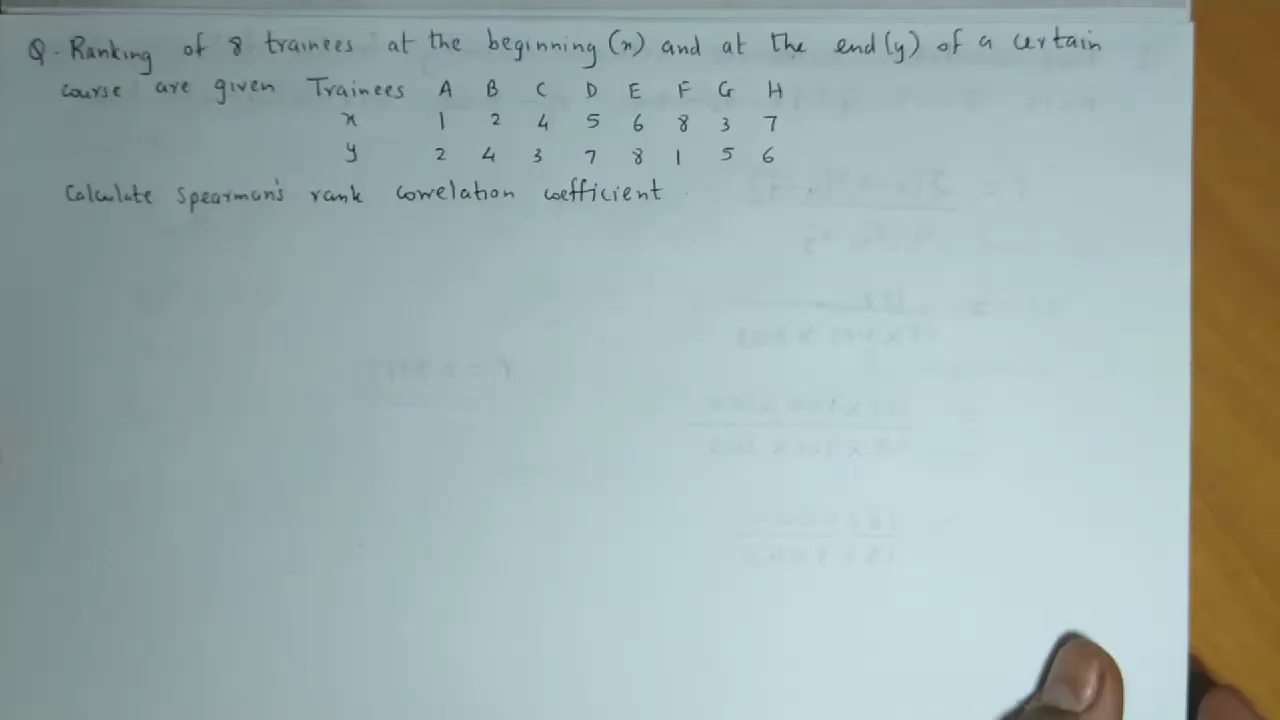 Q. Ranking of 8 trainees at the beginning (x) and at the end (y) of a certain
course are given Trainees A B C D E F G H
x 1 2 4 5 6 8 3 7
y 2 4 3 7 8 1 5 6
Calculate Spearman's rank correlation coefficient